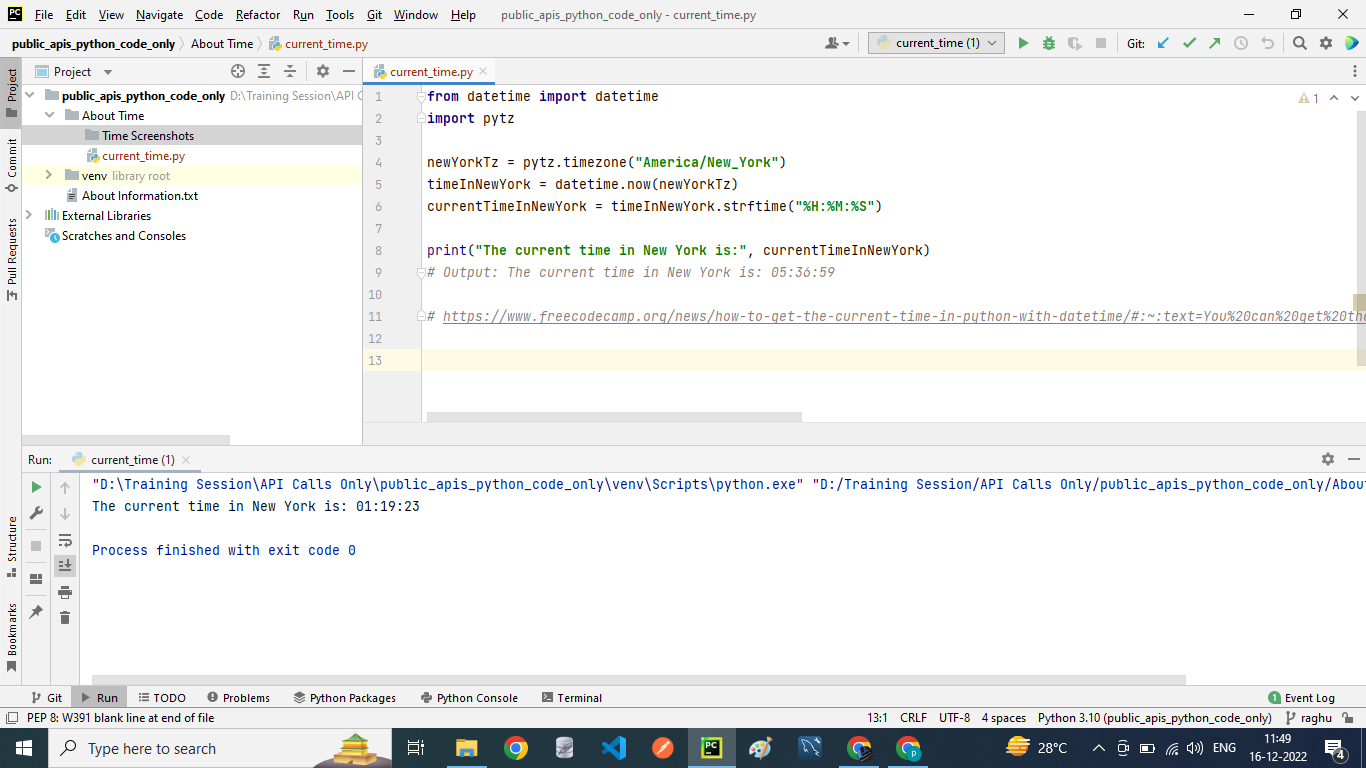 PC File Edit View Navigate Code Refactor Run Tools Git Window Help public_apis_python_code_only - current_time.py
public_apis_python_code_only About Time current_time.py current_time (1) Git:
Project
Commit
Pull Requests
Structure
Bookmarks
Project
public_apis_python_code_only D:\Training Session\API C
About Time
Time Screenshots
current_time.py
venv library root
About Information.txt
External Libraries
Scratches and Consoles
current_time.py
1
1 from datetime import datetime
2 import pytz
3
4 newYorkTz = pytz.timezone("America/New_York")
5 timeInNewYork = datetime.now(newYorkTz)
6 currentTimeInNewYork = timeInNewYork.strftime("%H:%M:%S")
7
8 print("The current time in New York is:", currentTimeInNewYork)
9 # Output: The current time in New York is: 05:36:59
10
11 # https://www.freecodecamp.org/news/how-to-get-the-current-time-in-python-with-datetime/#:~:text=You%20can%20get%20the
12
13
Run: current_time (1)
"D:\Training Session\API Calls Only\public_apis_python_code_only\venv\Scripts\python.exe" "D:/Training Session/API Calls Only/public_apis_python_code_only/Abou
The current time in New York is: 01:19:23
Process finished with exit code 0
Git Run TODO Problems Python Packages Python Console Terminal 1 Event Log
PEP 8: W391 blank line at end of file 13:1 CRLF UTF-8 4 spaces Python 3.10 (public_apis_python_code_only) raghu
Type here to search PC P 28°C ENG 11:49
16-12-2022 4